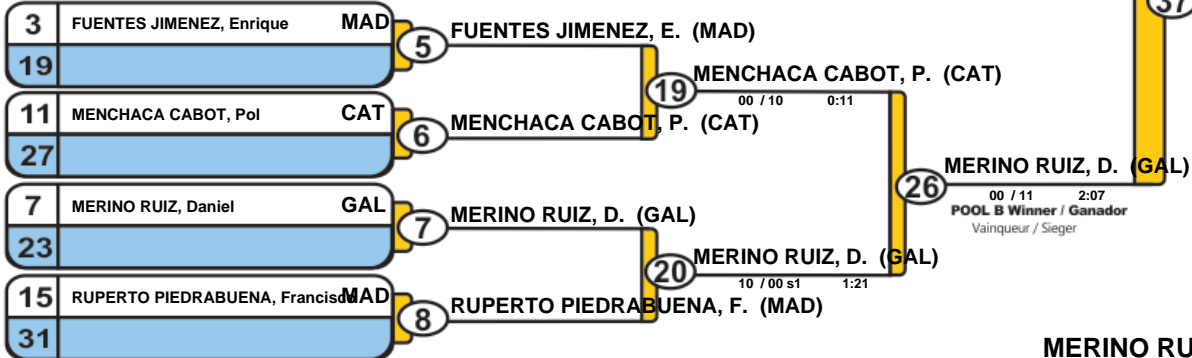 37
3 FUENTES JIMENEZ, Enrique MAD
19
5 FUENTES JIMENEZ, E. (MAD)
19 MENCHACA CABOT, P. (CAT)
00 / 10 0:11
11 MENCHACA CABOT, Pol CAT
27
6 MENCHACA CABOT, P. (CAT)
26 MERINO RUIZ, D. (GAL)
00 / 11 2:07
POOL B Winner / Ganador
Vainqueur / Sieger
7 MERINO RUIZ, Daniel GAL
23
7 MERINO RUIZ, D. (GAL)
20 MERINO RUIZ, D. (GAL)
10 / 00 s1 1:21
15 RUPERTO PIEDRABUENA, Francisco MAD
31
8 RUPERTO PIEDRABUENA, F. (MAD)
MERINO RU